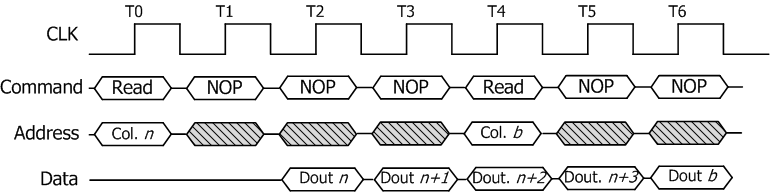 T0 T1 T2 T3 T4 T5 T6
CLK
Command Read NOP NOP NOP Read NOP NOP
Address Col. n Col. b
Data Dout n Dout n+1 Dout. n+2 Dout. n+3 Dout b